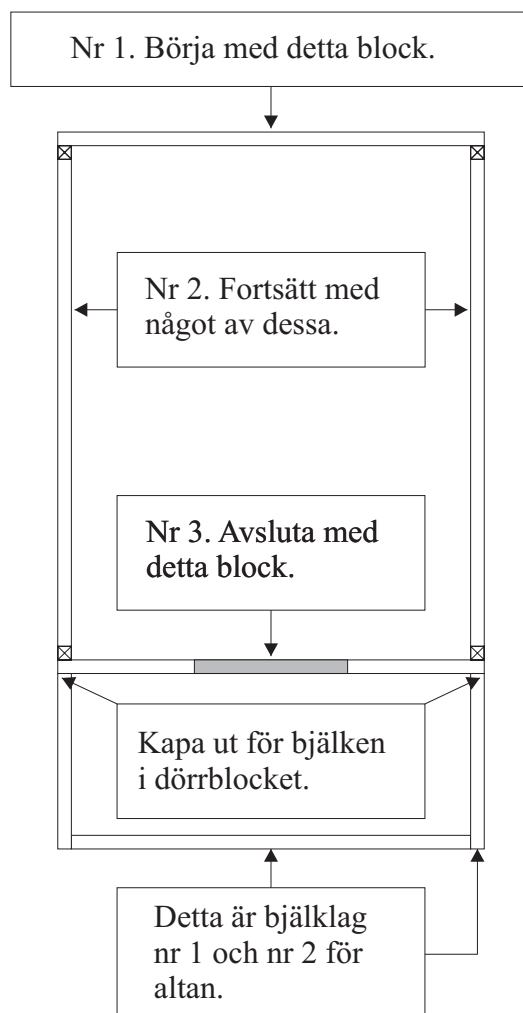 Nr 1. Börja med detta block.
Nr 2. Fortsätt med
något av dessa.
Nr 3. Avsluta med
detta block.
Kapa ut för bjälken
i dörrblocket.
Detta är bjälklag
nr 1 och nr 2 för
altan.